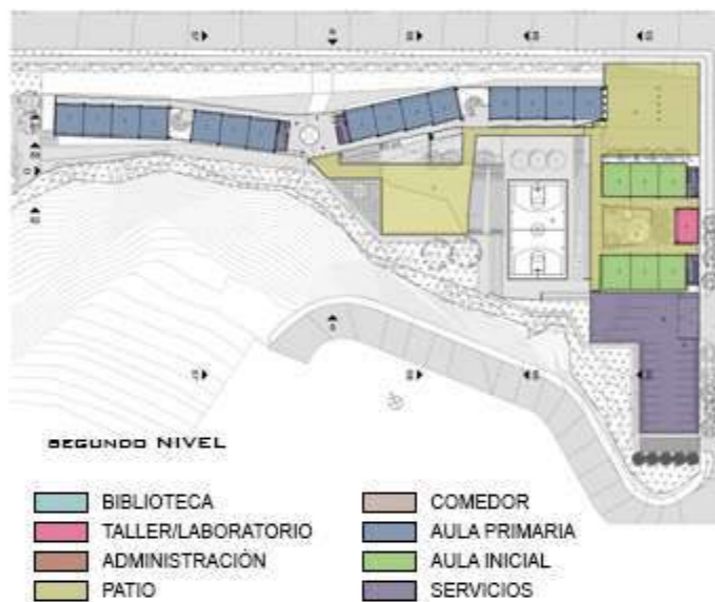 SEGUNDO NIVEL
BIBLIOTECA
TALLER/LABORATORIO
ADMINISTRACIÓN
PATIO
COMEDOR
AULA PRIMARIA
AULA INICIAL
SERVICIOS